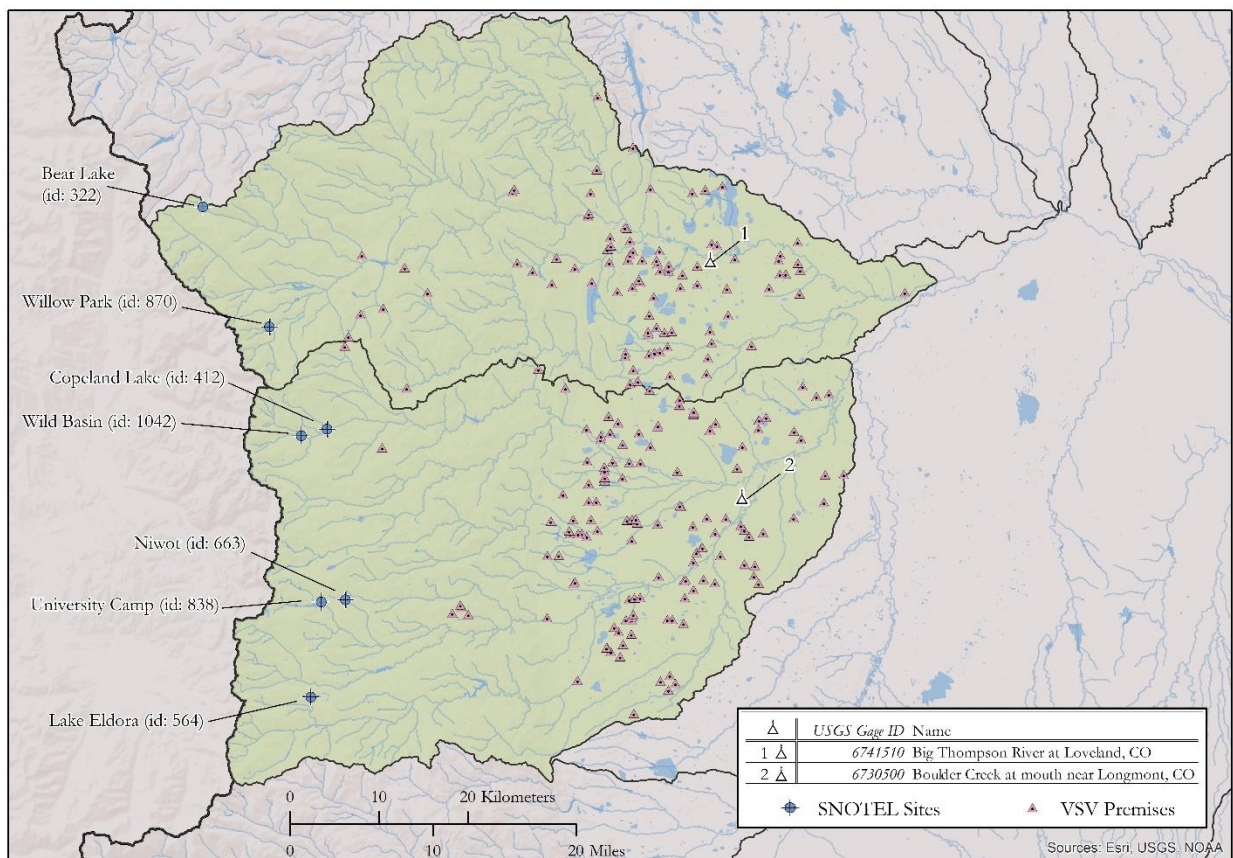 Bear Lake
(id: 322)
1
Willow Park (id: 870)
Copeland Lake (id: 412)
Wild Basin (id: 1042)
2
Niwot (id: 663)
University Camp (id: 838)
Lake Eldora (id: 564)
USGS Gage ID Name
1 6741510 Big Thompson River at Loveland, CO
2 6730500 Boulder Creek at mouth near Longmont, CO
SNOTEL Sites VSV Premises
0 10 20 Kilometers
0 10 20 Miles
Sources: Esri, USGS, NOAA